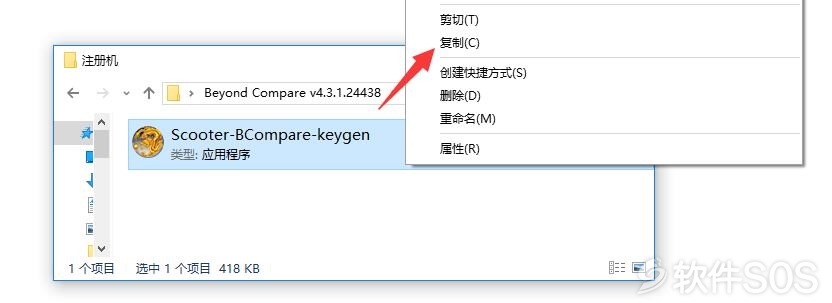 剪切(T)
复制(C)
创建快捷方式(S)
删除(D)
重命名(M)
属性(R)
注册机
Beyond Compare v4.3.1.24438
Scooter-BCompare-keygen
类型: 应用程序
1 个项目 选中 1 个项目 418 KB
软件SOS